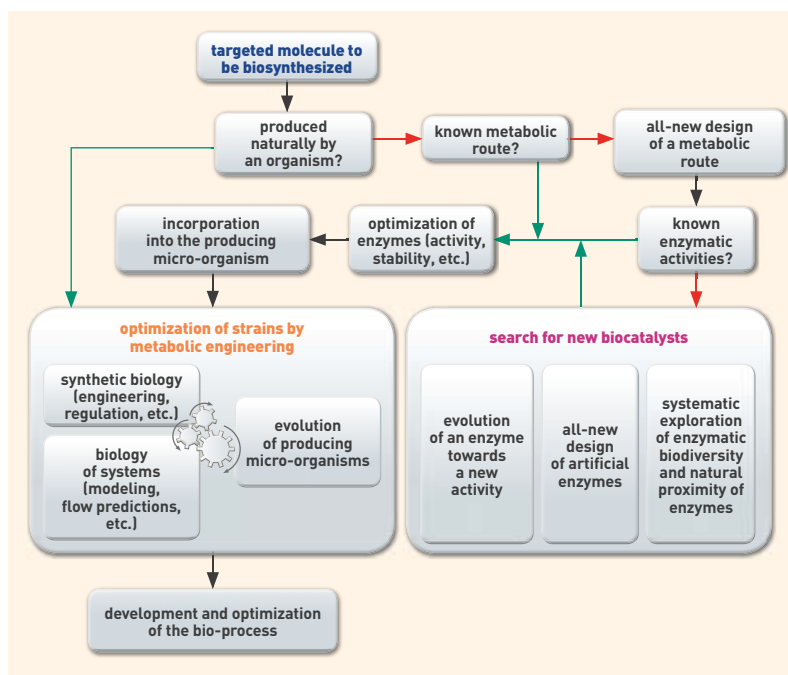 targeted molecule to
be biosynthesized
produced
naturally by
an organism?
known metabolic
route?
all-new design
of a metabolic
route
incorporation
into the producing
micro-organism
optimization of
enzymes (activity,
stability, etc.)
known
enzymatic
activities?
optimization of strains by
metabolic engineering
synthetic biology
(engineering,
regulation, etc.)
biology
of systems
(modeling,
flow predictions,
etc.)
evolution
of producing
micro-organisms
search for new biocatalysts
evolution
of an enzyme
towards
a new
activity
all-new
design
of artificial
enzymes
systematic
exploration
of enzymatic
biodiversity
and natural
proximity of
enzymes
development and optimization
of the bio-process